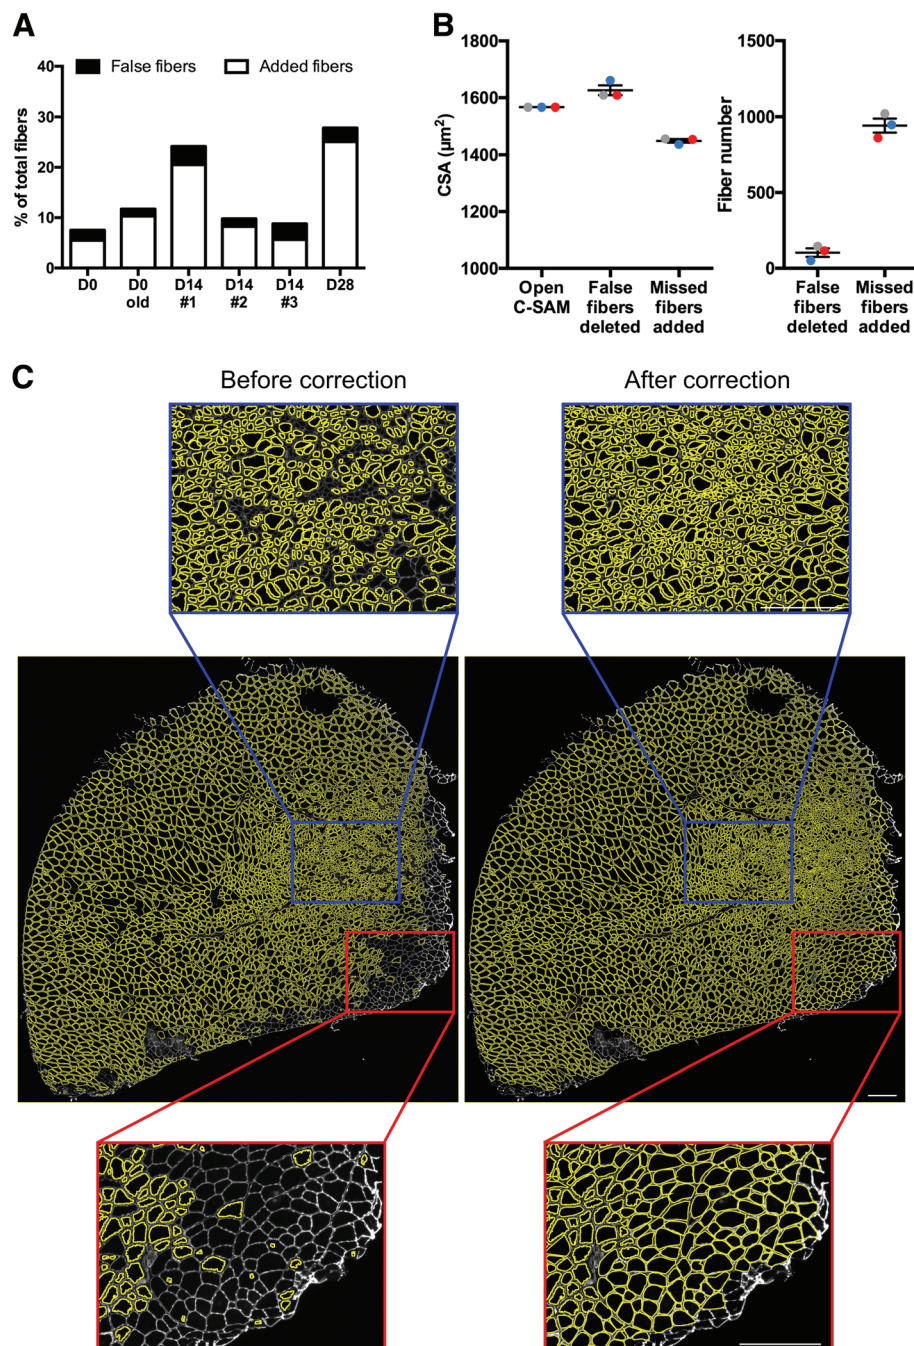 A
False fibers
Added fibers
% of total fibers
40
30
20
10
0
D0
D0 old
D14 #1
D14 #2
D14 #3
D28
B
CSA (μm²)
1800
1600
1400
1200
1000
Open C-SAM
False fibers deleted
Missed fibers added
Fiber number
1500
1000
500
0
False fibers deleted
Missed fibers added
C
Before correction
After correction